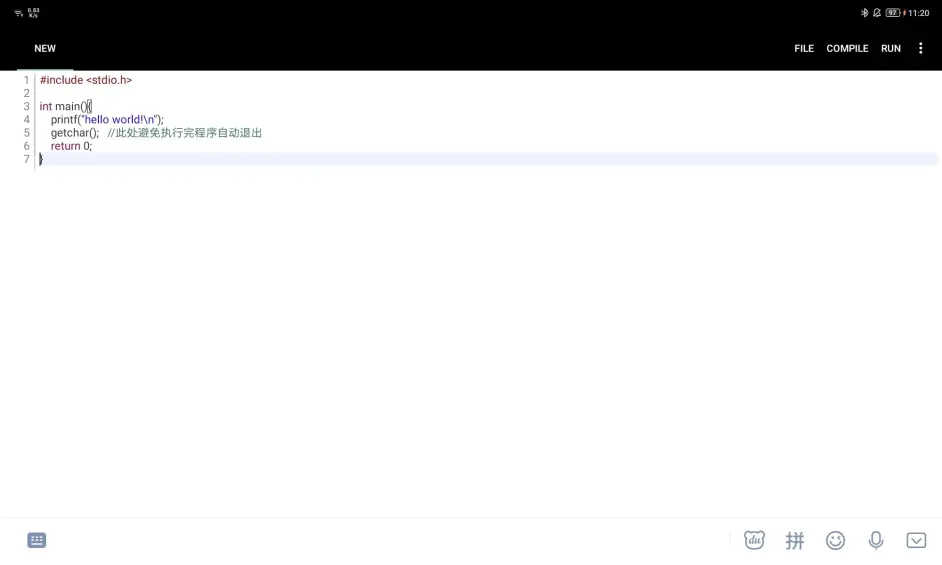 0.83
K/s
97 11:20
NEW FILE COMPILE RUN
1 #include <stdio.h>
2
3 int main(){
4 printf("hello world!\n");
5 getchar(); //此处避免执行完程序自动退出
6 return 0;
7 }
du 拼